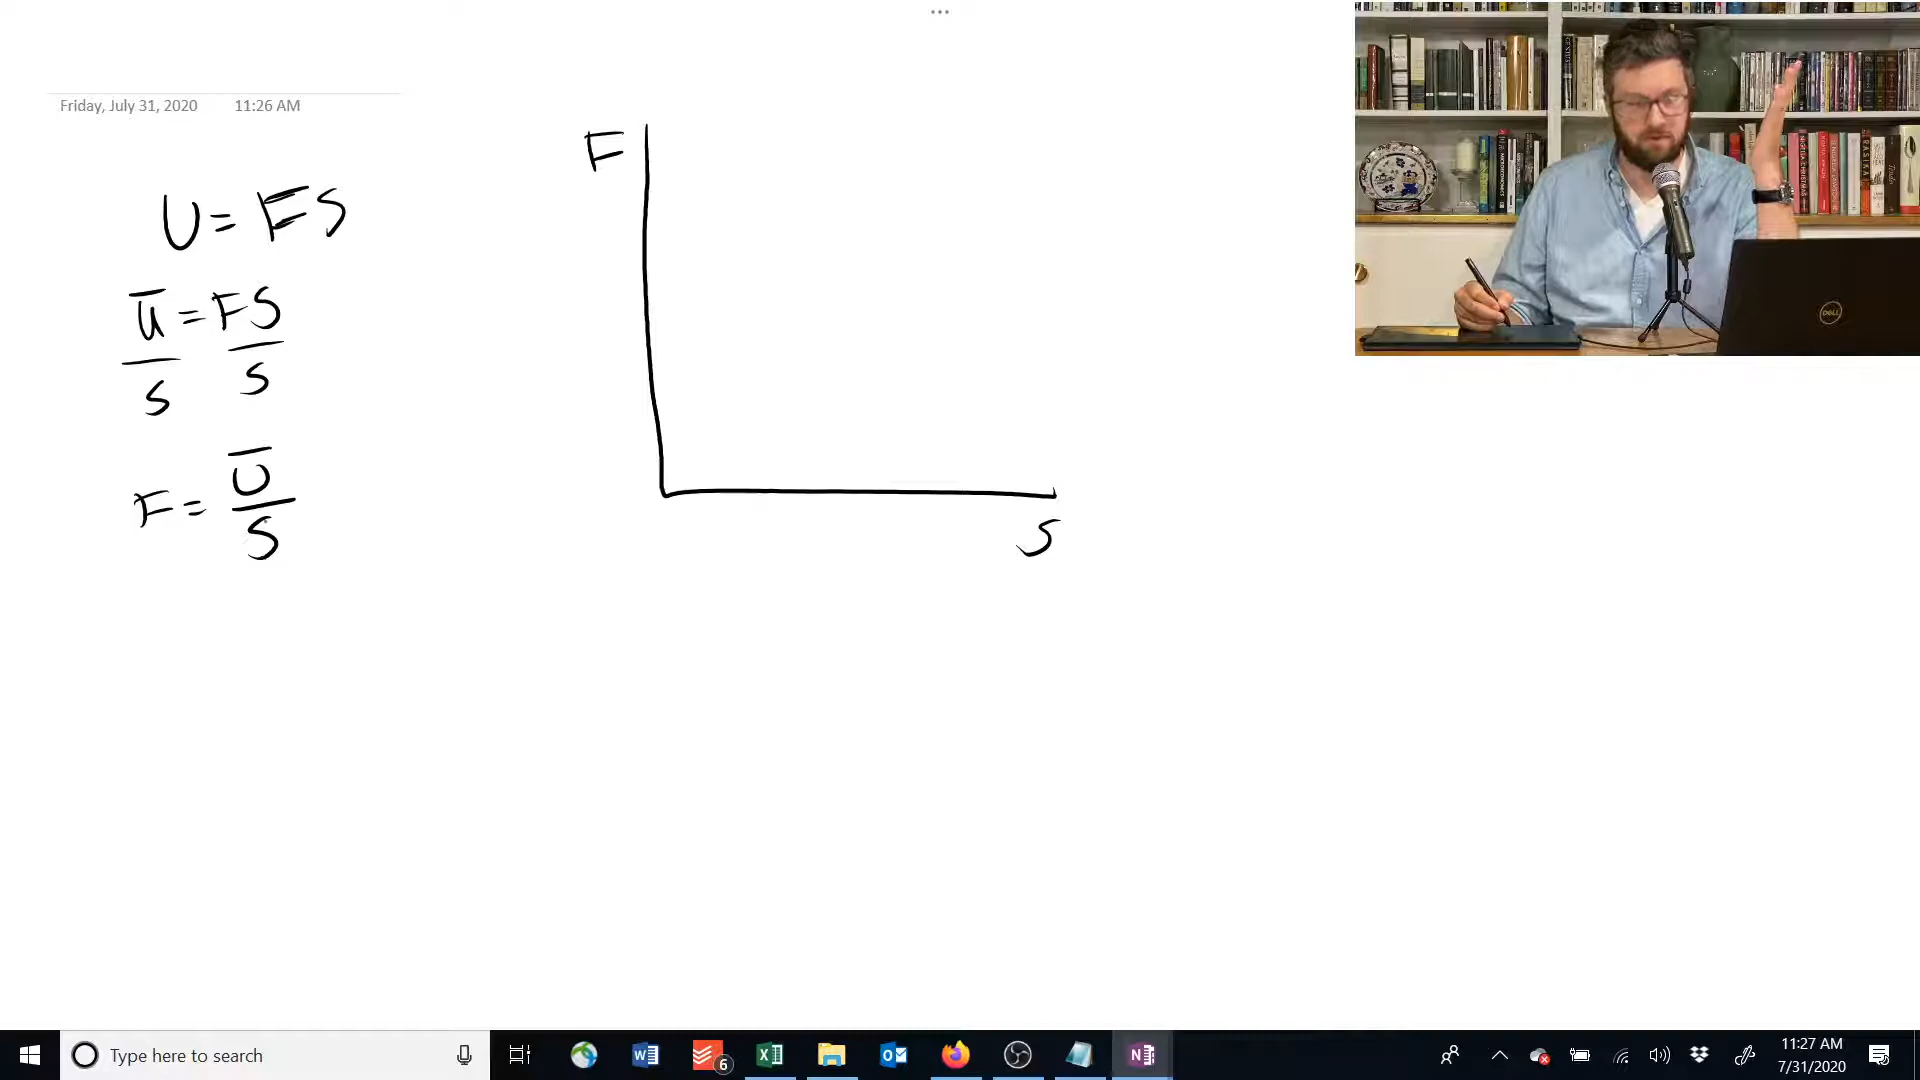 ...
Friday, July 31, 2020 11:26 AM
U = FS
Ū = FS
S S
F = Ū
S
F
S
DELL
Type here to search
6
11:27 AM
7/31/2020